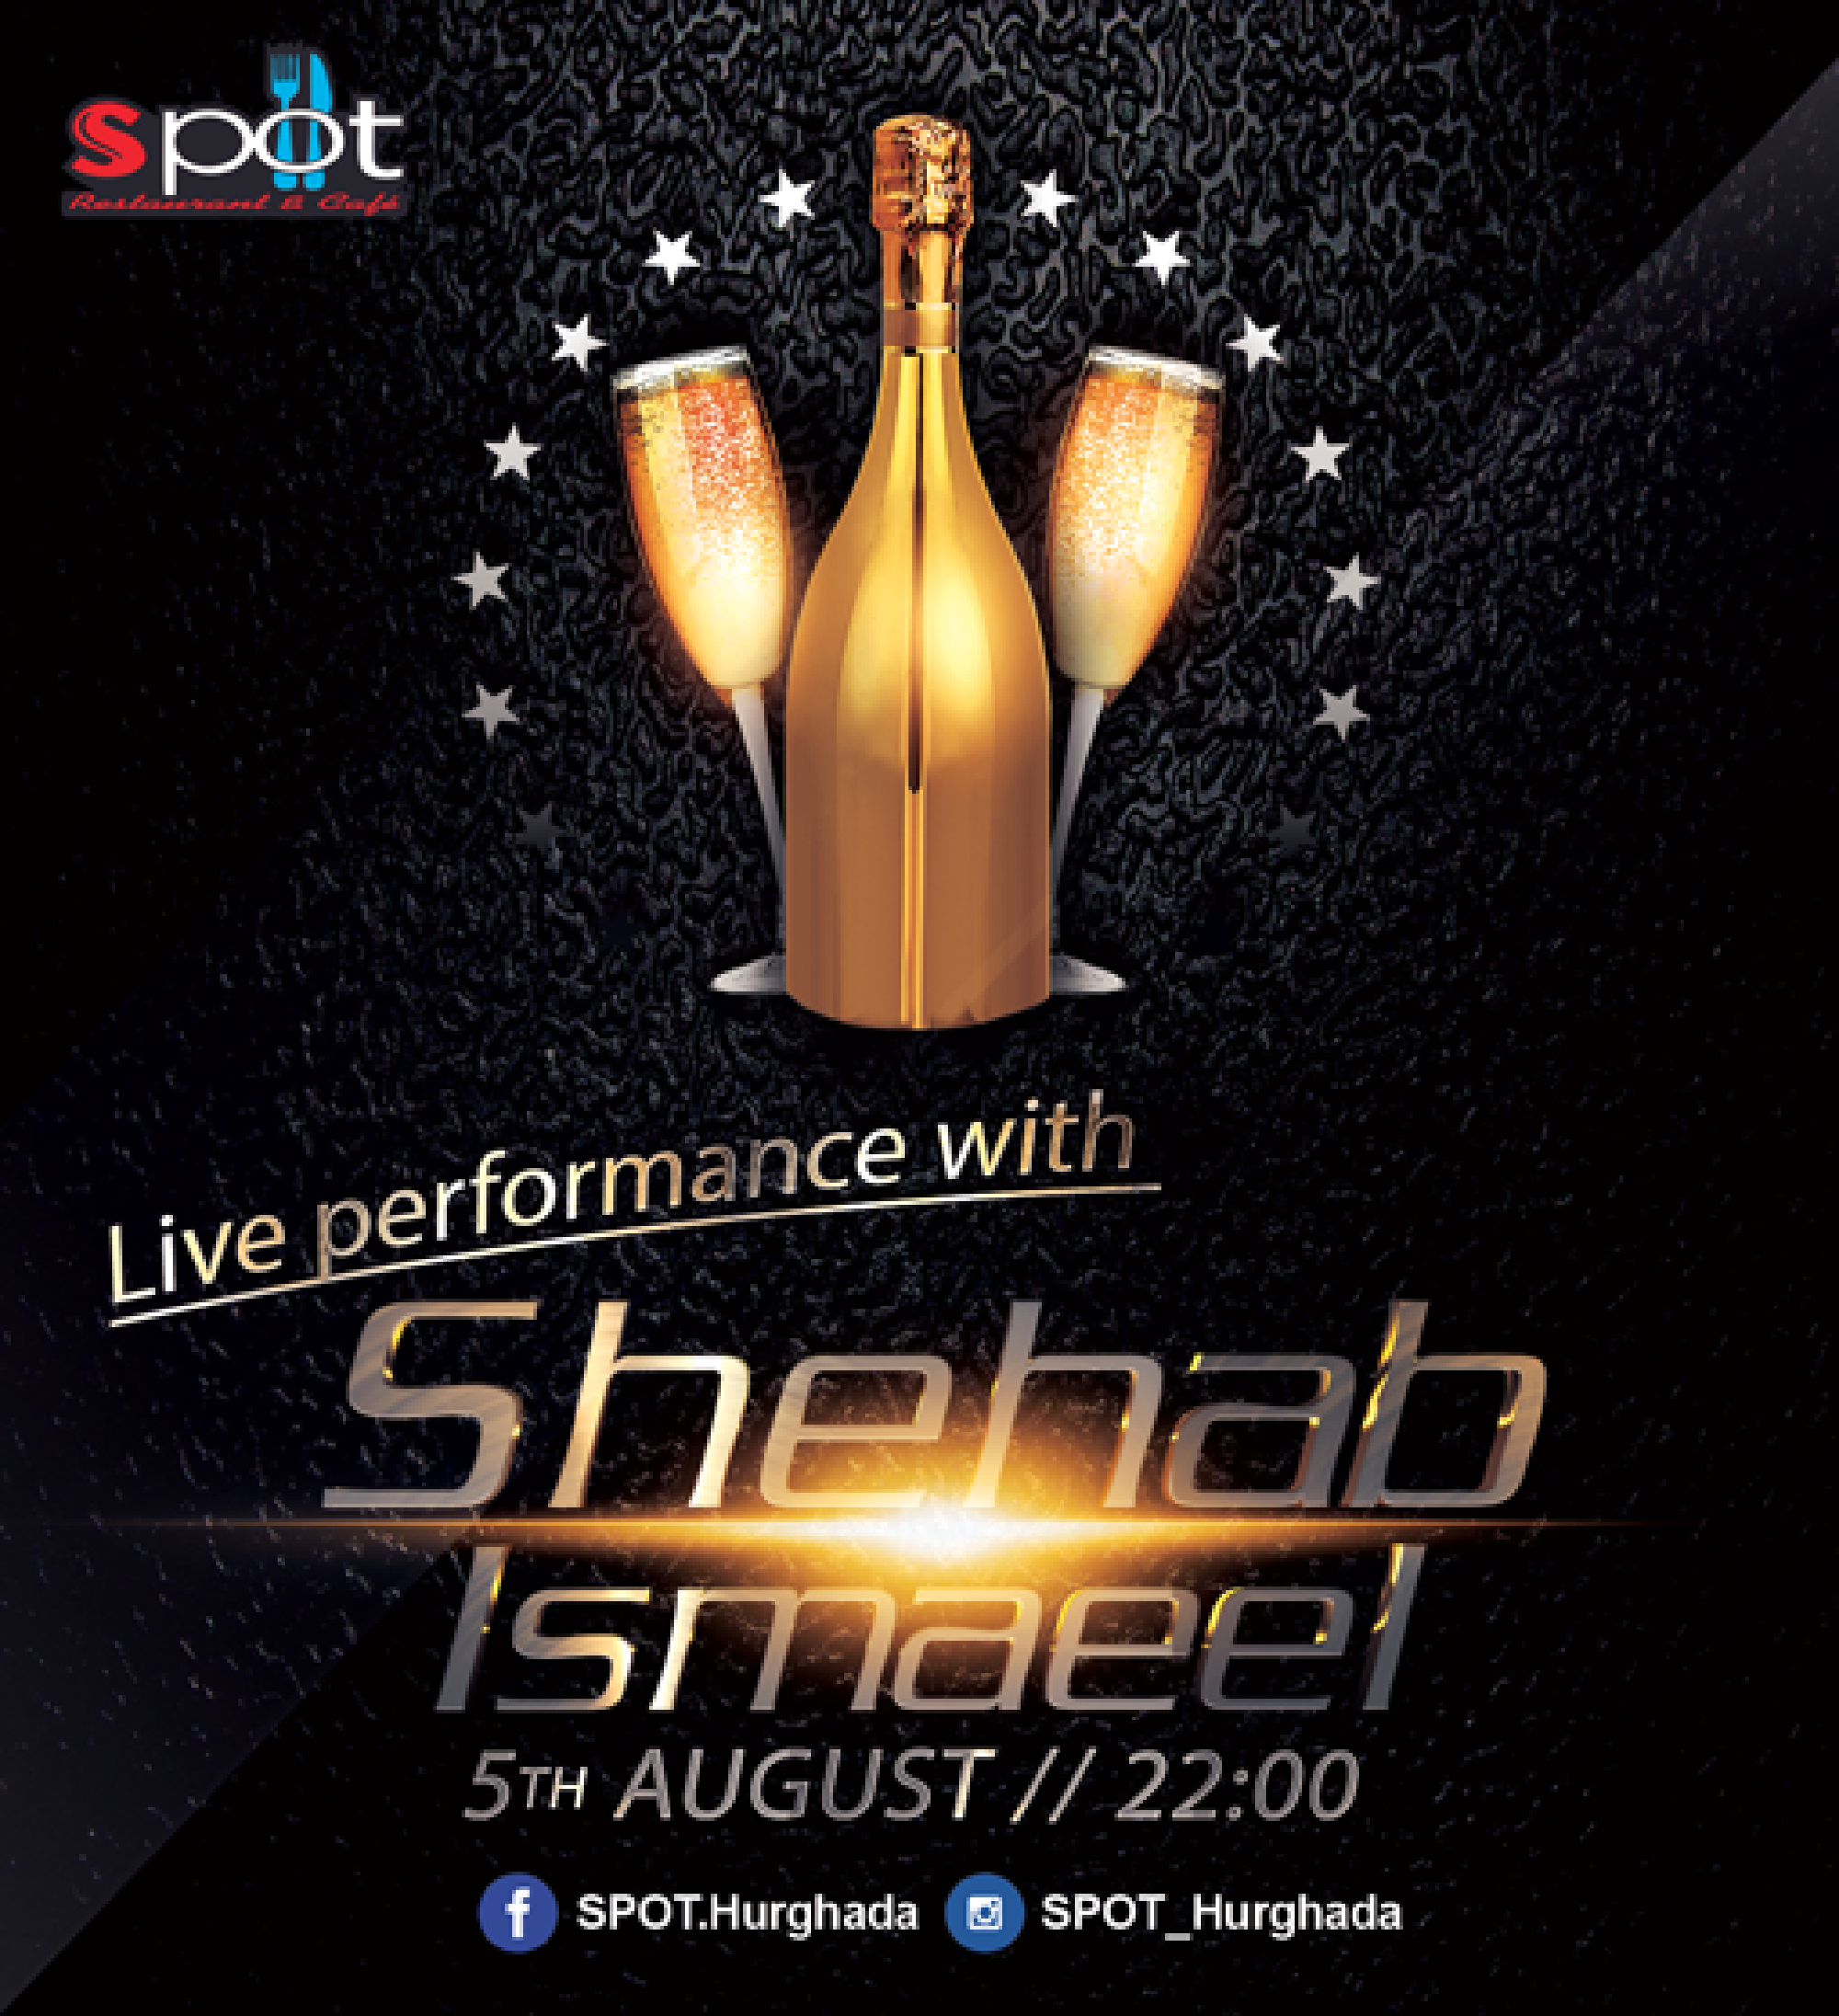 spot
Restaurant & Café
Live performance with
Shehab
Ismaeel
5TH AUGUST // 22:00
SPOT.Hurghada SPOT_Hurghada